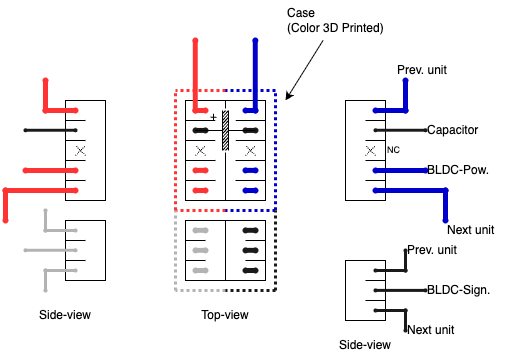 Case
(Color 3D Printed)
Prev. unit
+
Capacitor
NC
BLDC-Pow.
Next unit
Prev. unit
BLDC-Sign.
Next unit
Side-view
Top-view
Side-view